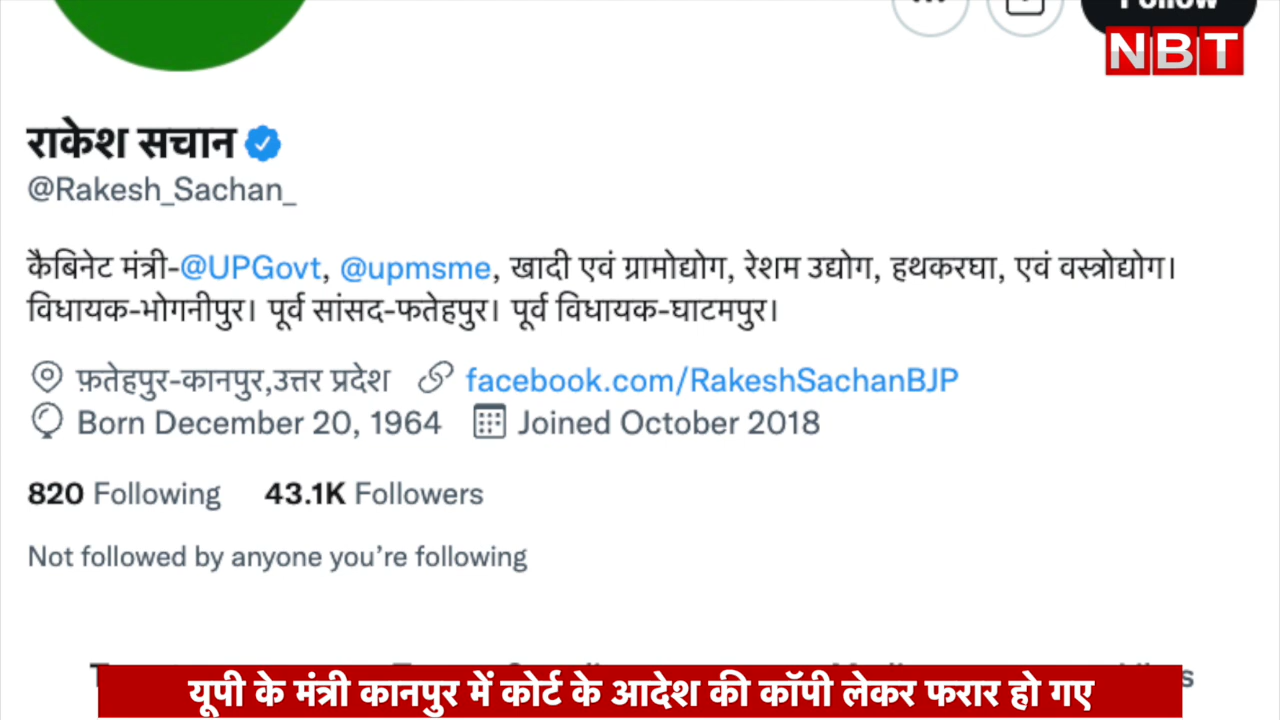 NBT
राकेश सचान
@Rakesh_Sachan_
कैबिनेट मंत्री-@UPGovt, @upmsme, खादी एवं ग्रामोद्योग, रेशम उद्योग, हथकरघा, एवं वस्त्रोद्योग।
विधायक-भोगनीपुर। पूर्व सांसद-फतेहपुर। पूर्व विधायक-घाटमपुर।
फ़तेहपुर-कानपुर,उत्तर प्रदेश facebook.com/RakeshSachanBJP
Born December 20, 1964 Joined October 2018
820 Following 43.1K Followers
Not followed by anyone you’re following
यूपी के मंत्री कानपुर में कोर्ट के आदेश की कॉपी लेकर फरार हो गए